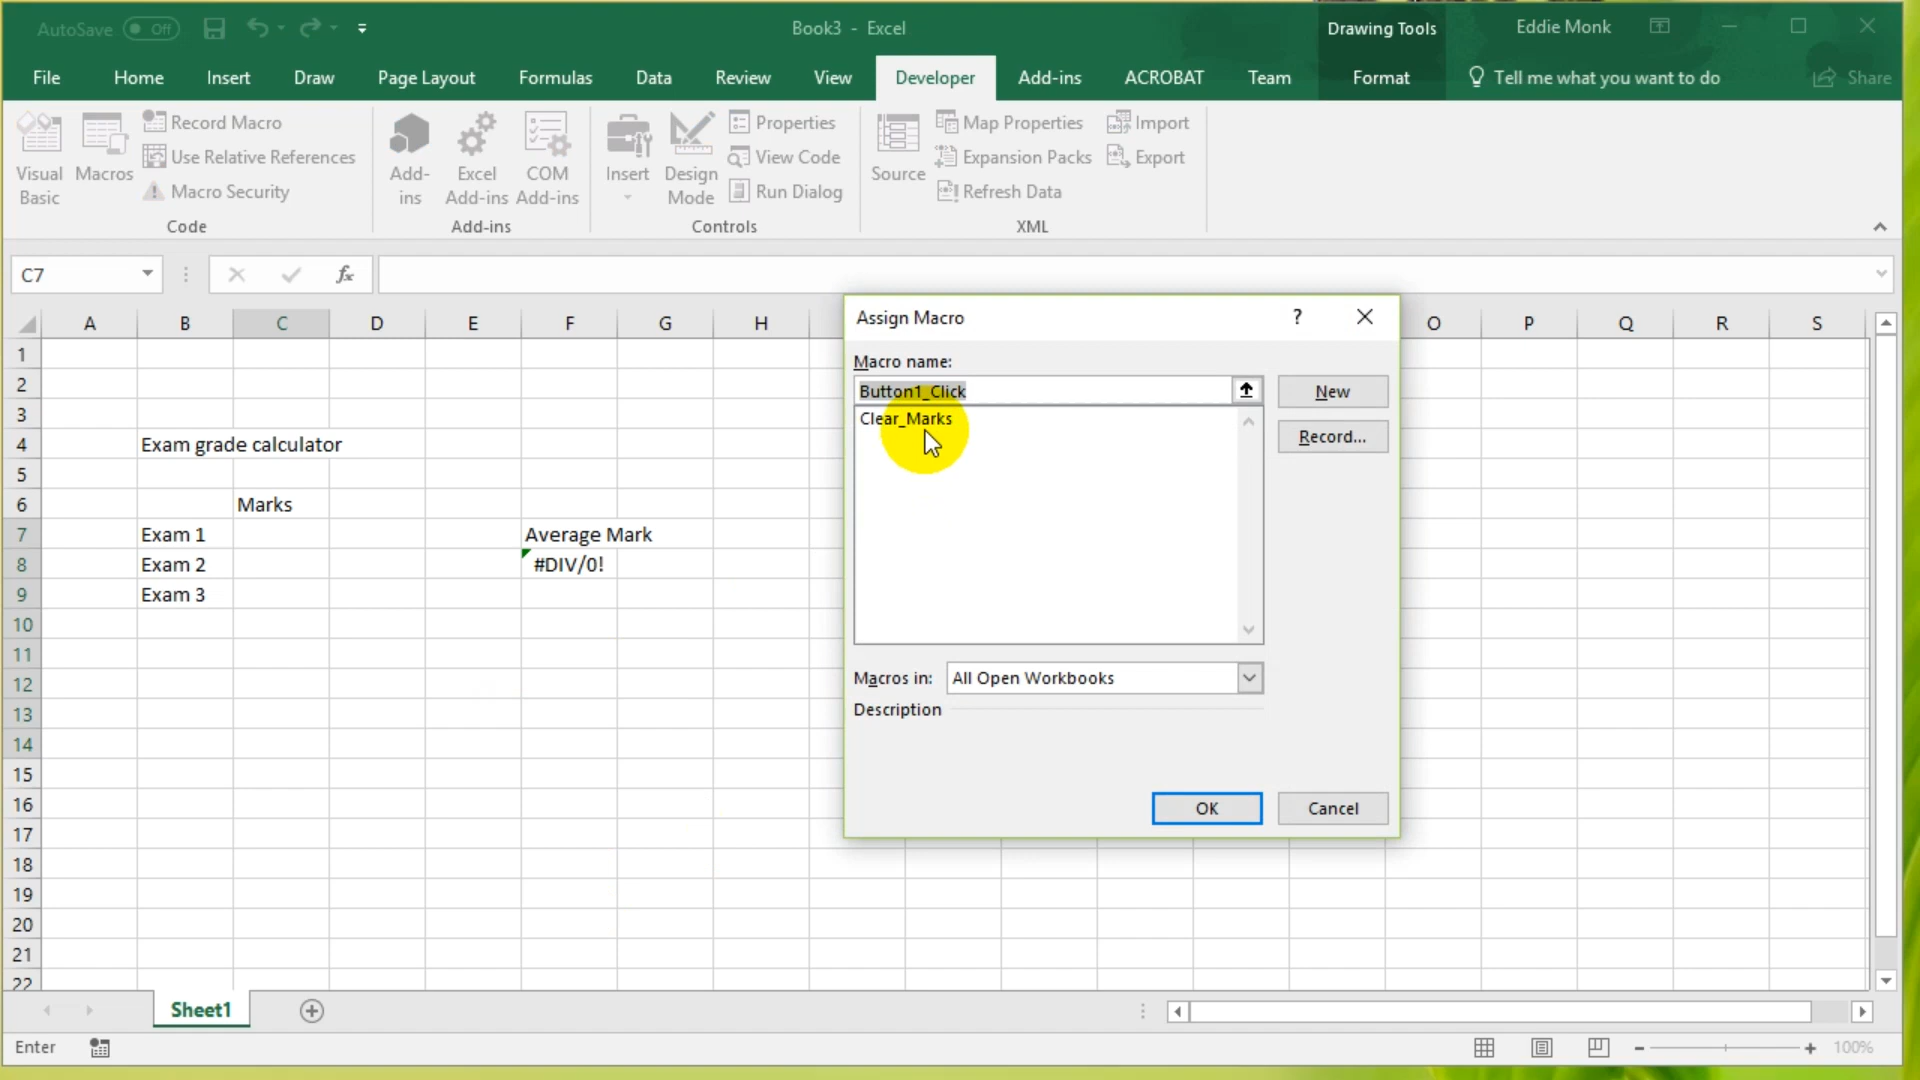 AutoSave Off Book3 - Excel Drawing Tools Eddie Monk
File Home Insert Draw Page Layout Formulas Data Review View Developer Add-ins ACROBAT Team Format Tell me what you want to do Share
Visual Basic
Macros
Record Macro
Use Relative References
Macro Security
Code
Add-ins
Excel Add-ins
COM Add-ins
Add-ins
Insert
Design Mode
Properties
View Code
Run Dialog
Controls
Source
Map Properties
Expansion Packs
Refresh Data
Import
Export
XML
C7 fx
A B C D E F G H O P Q R S
1
2
3
4 Exam grade calculator
5
6 Marks
7 Exam 1 Average Mark
8 Exam 2 #DIV/0!
9 Exam 3
10
11
12
13
14
15
16
17
18
19
20
21
22
Assign Macro ?
Macro name:
Button1_Click New
Clear_Marks
Record...
Macros in: All Open Workbooks
Description
OK Cancel
Sheet1
Enter 100%